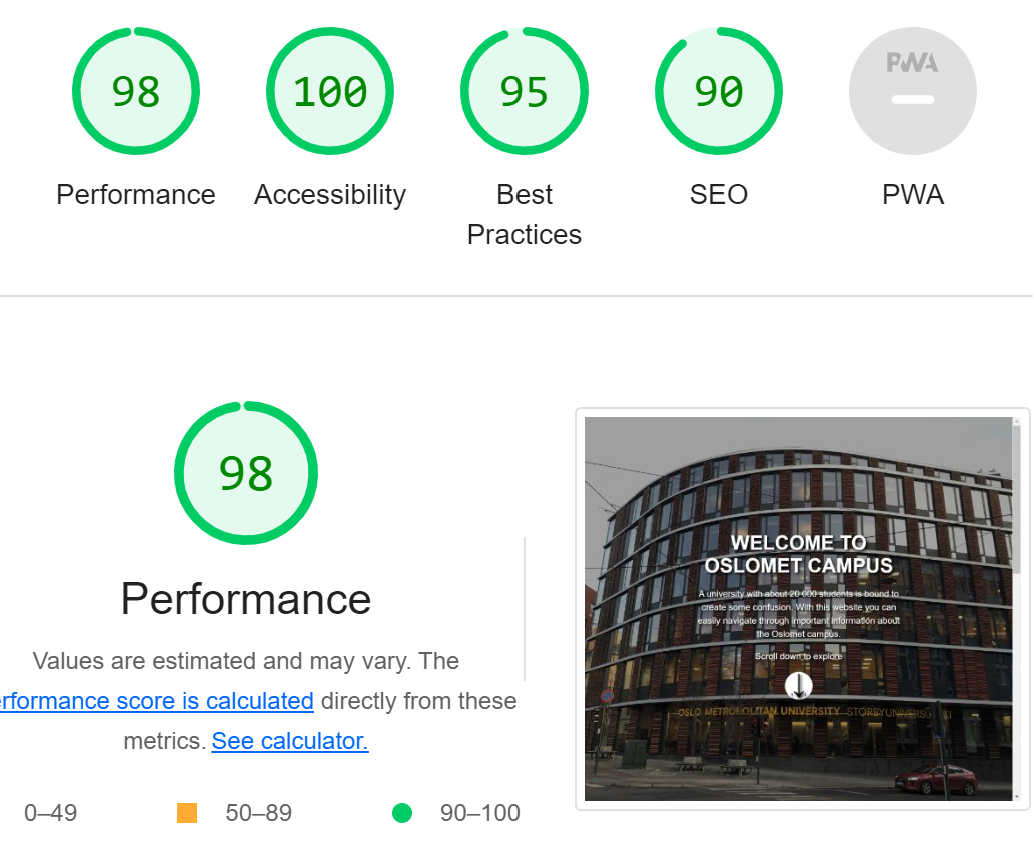 98
100
95
90
PWA
Performance
Accessibility
Best
Practices
SEO
PWA
98
Performance
Values are estimated and may vary. The
erformance score is calculated directly from these
metrics. See calculator.
0–49
50–89
90–100
WELCOME TO
OSLOMET CAMPUS
A university with about 20 000 students is bound to
create some confusion. With this website you can
easily navigate through important information about
the Oslomet campus.
Scroll down to explore
OSLO METROPOLITAN UNIVERSITY